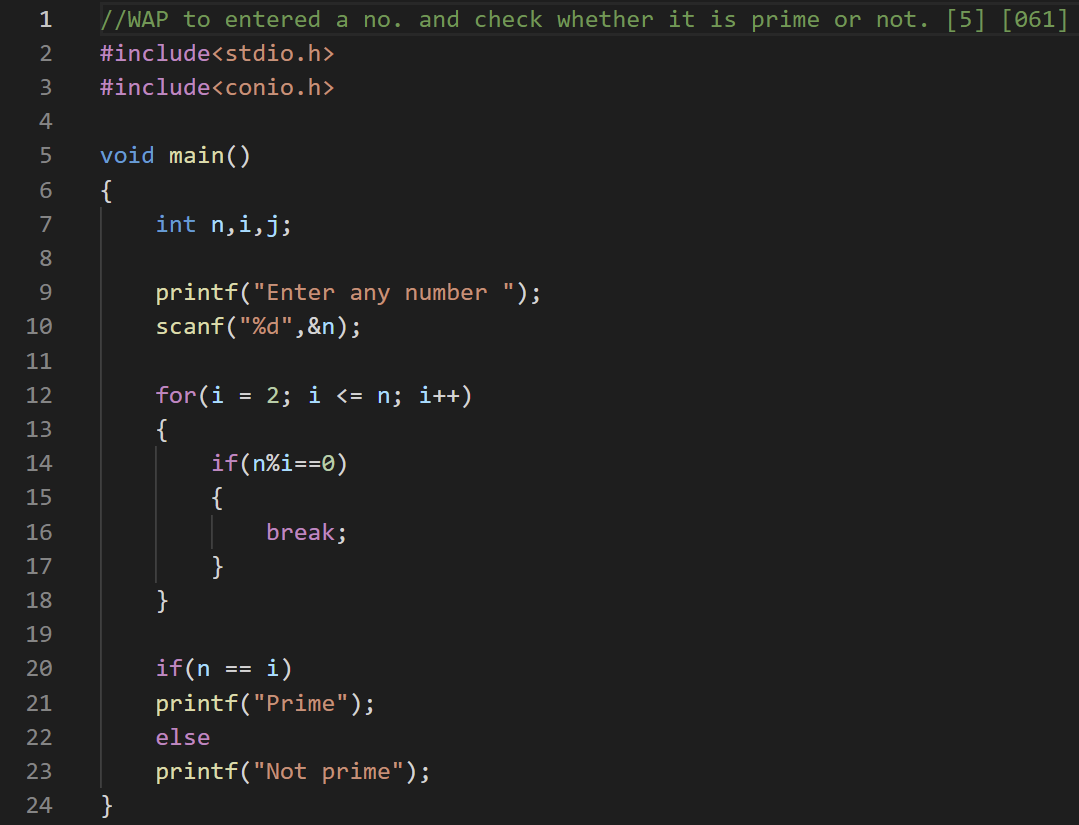 1 //WAP to entered a no. and check whether it is prime or not. [5] [061]
2 #include<stdio.h>
3 #include<conio.h>
4
5 void main()
6 {
7     int n,i,j;
8
9     printf("Enter any number ");
10     scanf("%d",&n);
11
12     for(i = 2; i <= n; i++)
13     {
14         if(n%i==0)
15         {
16             break;
17         }
18     }
19
20     if(n == i)
21     printf("Prime");
22     else
23     printf("Not prime");
24 }